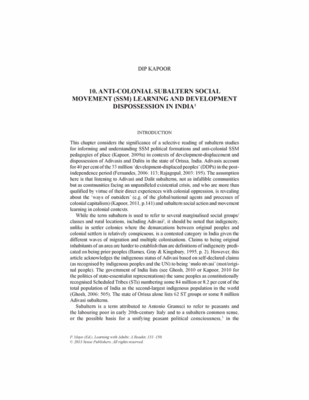 DIP KAPOOR
10. ANTI-COLONIAL SUBALTERN SOCIAL
MOVEMENT (SSM) LEARNING AND DEVELOPMENT
DISPOSSESSION IN INDIA¹
INTRODUCTION
This chapter considers the significance of a selective reading of subaltern studies
for informing and understanding SSM political formations and anti-colonial SSM
pedagogies of place (Kapoor, 2009a) in contexts of development-displacement and
dispossession of Adivasis and Dalits in the state of Orissa, India. Adivasis account
for 40 per cent of the 33 million 'development-displaced peoples' (DDPs) in the post-
independence period (Fernandes, 2006: 113; Rajagopal, 2003: 195). The assumption
here is that listening to Adivasi and Dalit subalterns, not as infallible communities
but as communities facing an unparalleled existential crisis, and who are more than
qualified by virtue of their direct experiences with colonial oppression, is revealing
about the 'ways of outsiders' (e.g. of the global/national agents and processes of
colonial capitalism) (Kapoor, 2011, p.141) and subaltern social action and movement
learning in colonial contexts.
While the term subaltern is used to refer to several marginalised social groups/
classes and rural locations, including Adivasi², it should be noted that indigeneity,
unlike in settler colonies where the demarcation between original peoples and
colonial settlers is relatively conspicuous, is a contested category in India given the
different waves of migration and multiple colonisations. Claims to being original
inhabitants of an area are harder to establish than are definitions of indigeneity predi-
cated on being prior peoples (Barnes, Gray & Kingsbury, 1995, p. 2). However, this
article acknowledges the indigenous status of Adivasi based on self-declared claims
(as recognised by indigenous peoples and the UN) to being 'mulo nivasi' (root/origi-
nal people). The government of India lists (see Ghosh, 2010 or Kapoor, 2010 for
the politics of state-essentialist representations) the same peoples as constitutionally
recognised Scheduled Tribes (STs) numbering some 84 million or 8.2 per cent of the
total population of India as the second-largest indigenous population in the world
(Ghosh, 2006, 505). The state of Orissa alone lists 62 ST groups or some 8 million
Adivasi subalterns.
Subaltern is a term attributed to Antonio Gramsci to refer to peasants and
the labouring poor in early 20th-century Italy and to a common subaltern sense,
or the possible basis for a unifying peasant political consciousness,³ in the
© 2013 Sense Publishers. All rights reserved.